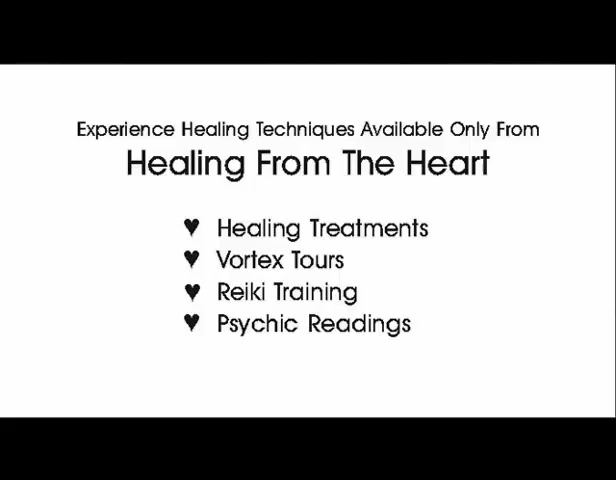 Experience Healing Techniques Available Only From
Healing From The Heart
♥ Healing Treatments
♥ Vortex Tours
♥ Reiki Training
♥ Psychic Readings